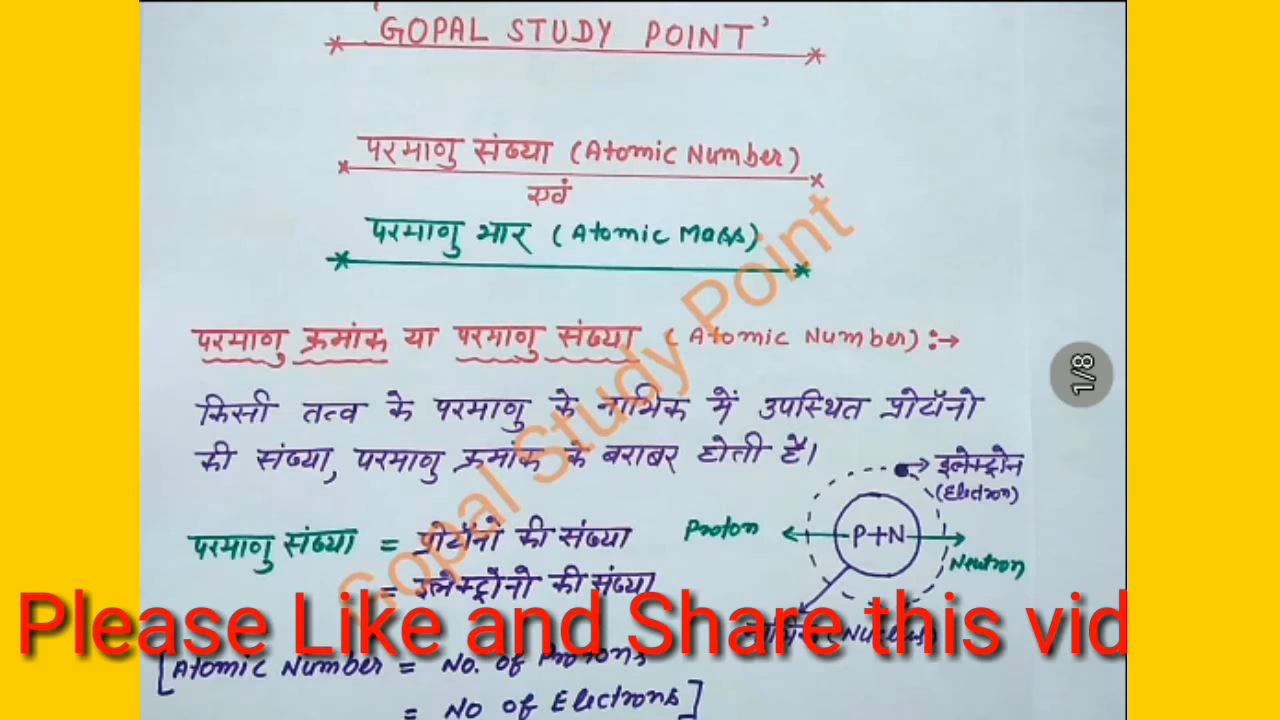 'GOPAL STUDY POINT'
परमाणु संख्या (Atomic Number)
एवं
परमाणु भार (Atomic Mass)
परमाणु क्रमांक या परमाणु संख्या (Atomic Number) :→
किसी तत्व के परमाणु के नाभिक में उपस्थित प्रोटॉनो
की संख्या, परमाणु क्रमांक के बराबर होती है।
इलेक्ट्रोन
(Electron)
Proton
P+N
Neutron
परमाणु संख्या = प्रोटॉनो की संख्या
= इलेक्ट्रोनो की संख्या
नाभिक (Nucleus)
[Atomic Number = No. of Protons
= No of Electrons]
Gopal Study Point
Please Like and Share this vid
1/8